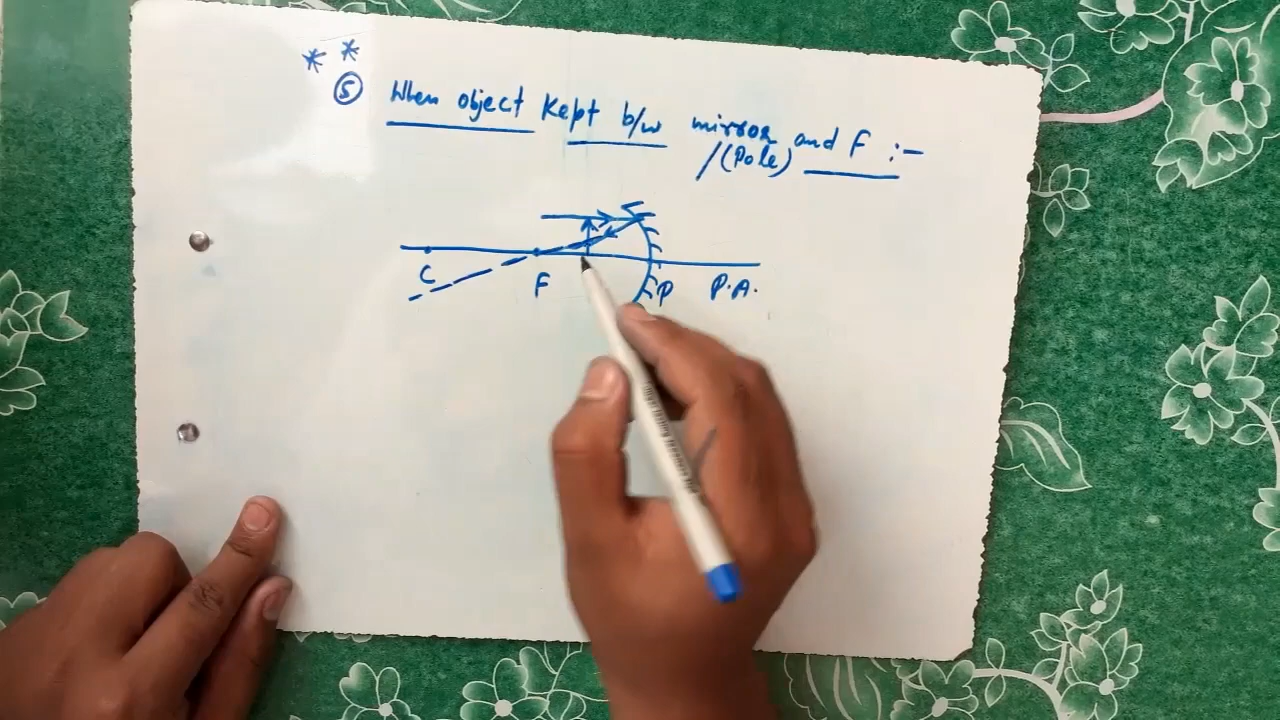 * *
⑤ When object kept b/w mirror and F :-
/(Pole)
C F P P.A.